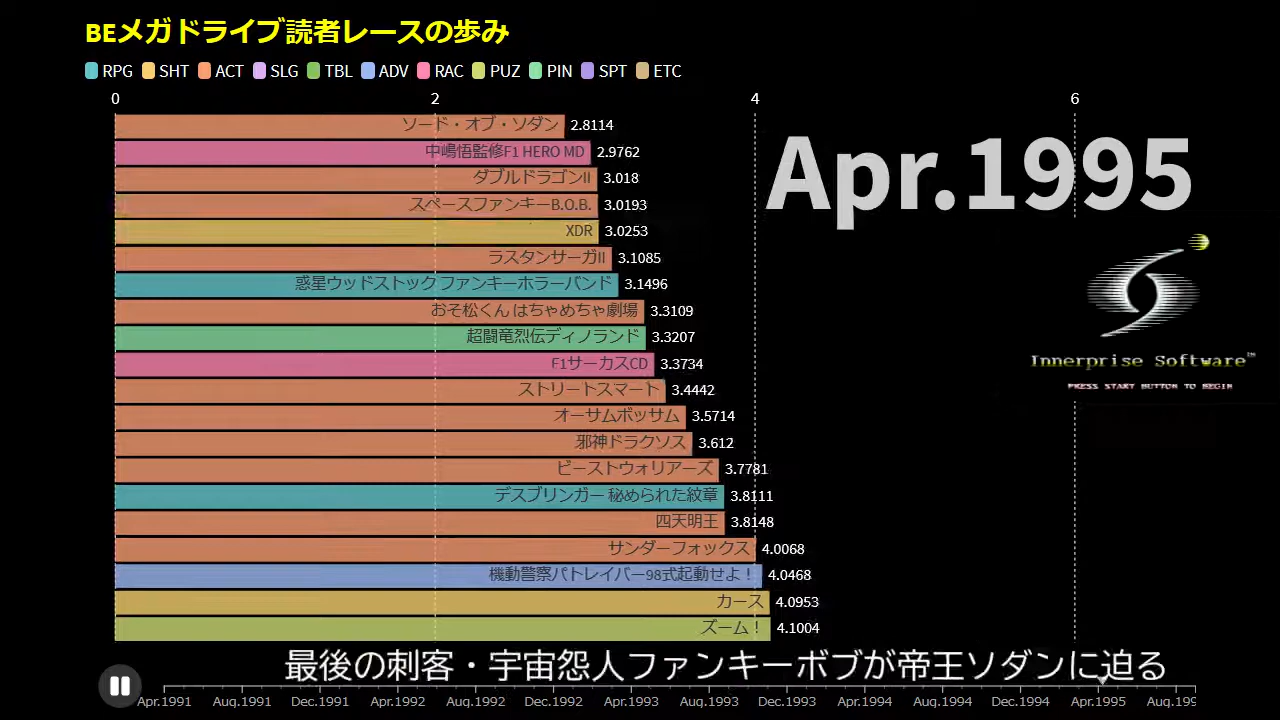 BEメガドライブ読者レースの歩み
RPG SHT ACT SLG TBL ADV RAC PUZ PIN SPT ETC
0 2 4 6
ソード・オブ・ソダン 2.8114
中嶋悟監修F1 HERO MD 2.9762
ダブルドラゴンII 3.018
スペースファンキーB.O.B. 3.0193
XDR 3.0253
ラスタンサーガII 3.1085
惑星ウッドストック ファンキーホラーバンド 3.1496
おそ松くん はちゃめちゃ劇場 3.3109
超闘竜烈伝ディノランド 3.3207
F1サーカスCD 3.3734
ストリートスマート 3.4442
オーサムポッサム 3.5714
邪神ドラクソス 3.612
ビーストウォリアーズ 3.7781
デスブリンガー 秘められた紋章 3.8111
四天明王 3.8148
サンダーフォックス 4.0068
機動警察パトレイバー98式起動せよ！ 4.0468
カース 4.0953
ズーム！ 4.1004
Apr.1995
Innerprise Software™
PRESS START BUTTON TO BEGIN
最後の刺客・宇宙怨人ファンキーボブが帝王ソダンに迫る
Apr.1991 Aug.1991 Dec.1991 Apr.1992 Aug.1992 Dec.1992 Apr.1993 Aug.1993 Dec.1993 Apr.1994 Aug.1994 Dec.1994 Apr.1995 Aug.199